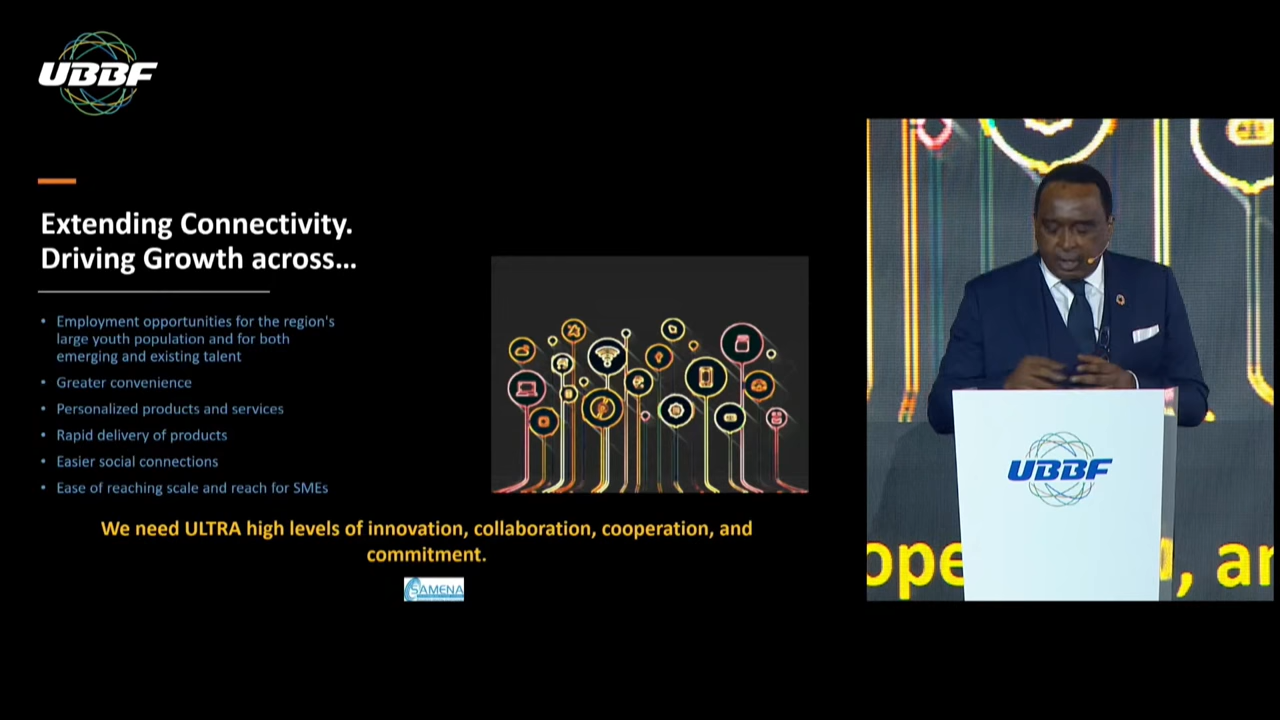 UBBF
Extending Connectivity.
Driving Growth across...
• Employment opportunities for the region's
large youth population and for both
emerging and existing talent
• Greater convenience
• Personalized products and services
• Rapid delivery of products
• Easier social connections
• Ease of reaching scale and reach for SMEs
We need ULTRA high levels of innovation, collaboration, cooperation, and
commitment.
SAMENA
UBBF
ope
, an